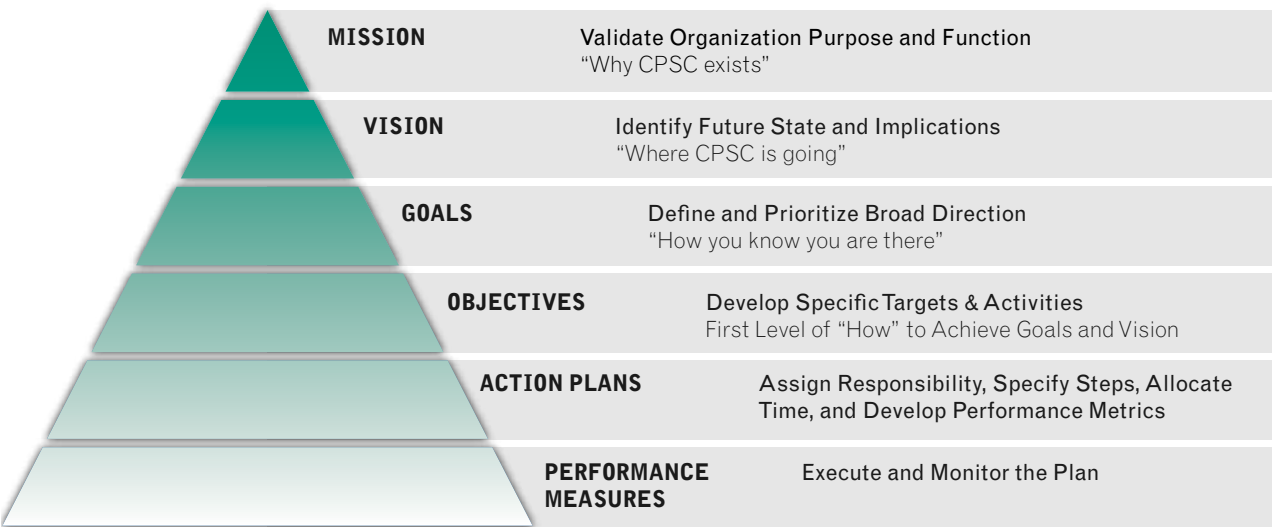 MISSION
Validate Organization Purpose and Function
“Why CPSC exists”
VISION
Identify Future State and Implications
“Where CPSC is going”
GOALS
Define and Prioritize Broad Direction
“How you know you are there”
OBJECTIVES
Develop Specific Targets & Activities
First Level of “How” to Achieve Goals and Vision
ACTION PLANS
Assign Responsibility, Specify Steps, Allocate
Time, and Develop Performance Metrics
PERFORMANCE
MEASURES
Execute and Monitor the Plan